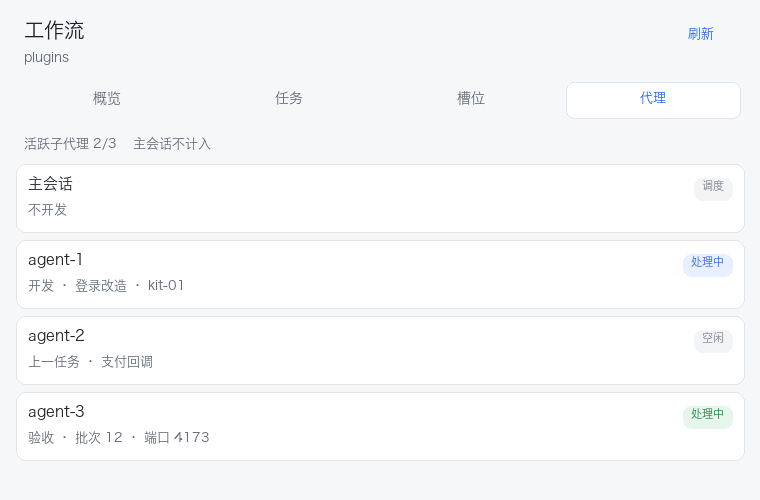 工作流
刷新
plugins
概览 任务 槽位 代理
活跃子代理 2/3 主会话不计入
主会话
调度
不开发
agent-1
处理中
开发 · 登录改造 · kit-01
agent-2
空闲
上一任务 · 支付回调
agent-3
处理中
验收 · 批次 12 · 端口 4173